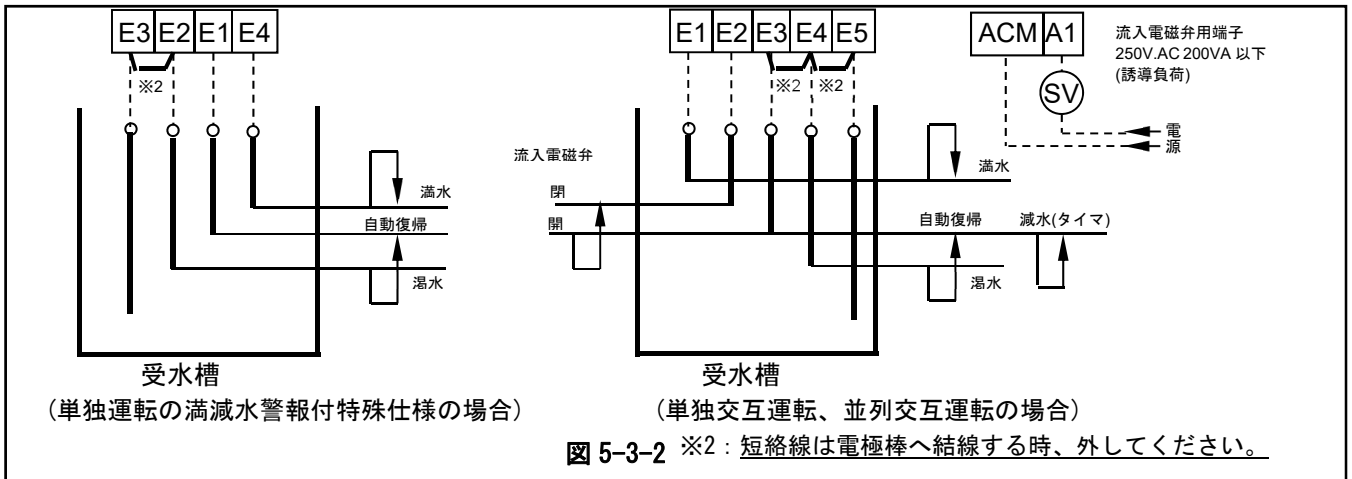 E3 E2 E1 E4
※2
満水
自動復帰
渇水
受水槽
（単独運転の満減水警報付特殊仕様の場合）
E1 E2 E3 E4 E5
※2 ※2
流入電磁弁
閉
開
満水
自動復帰
減水(タイマ)
渇水
受水槽
（単独交互運転、並列交互運転の場合）
ACM A1
SV
電
源
流入電磁弁用端子
250V.AC 200VA 以下
(誘導負荷)
図 5-3-2 ※2：短絡線は電極棒へ結線する時、外してください。